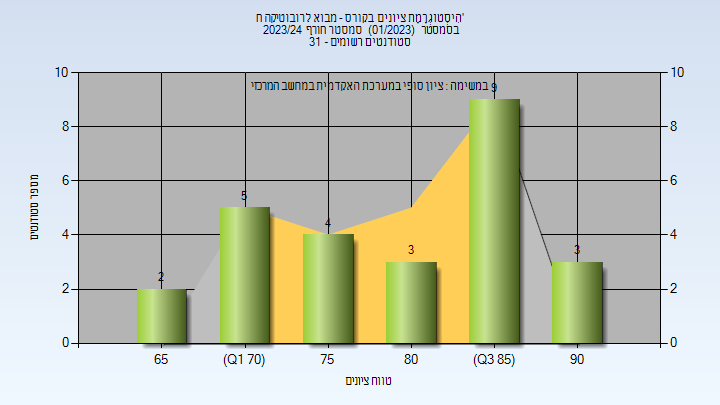 הִיסטוגְרָמַת ציונים בקורס - מבוא לרובוטיקה ח'
בסמסטר (01/2023) סמסטר חורף 2023/24
סטודנטים רשומים - 31
במשימה : ציון סופי במערכת האקדמית במחשב המרכזי
10 10
9
8 8
6 6
5
4
4 4
3 3
2
2 2
0 0
מספר סטודנטים
65 (Q1 70) 75 80 (Q3 85) 90
טווח ציונים